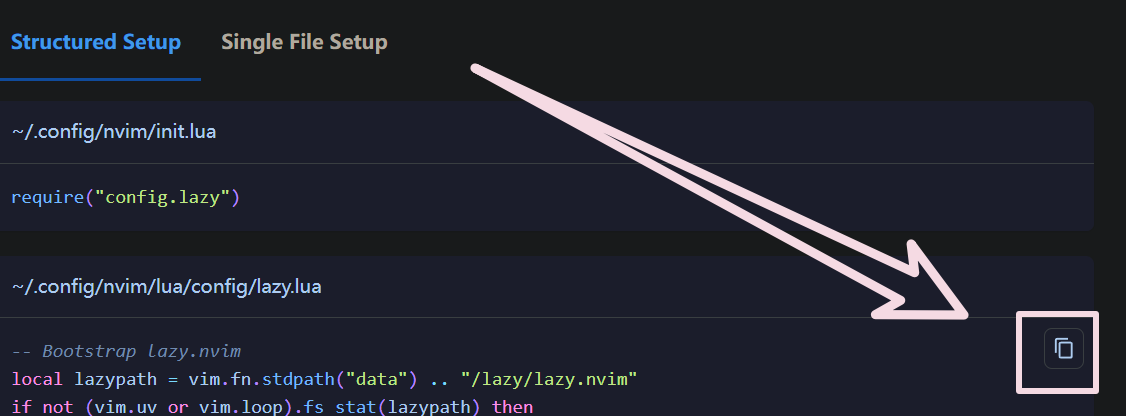 Structured Setup Single File Setup
~/.config/nvim/init.lua
require("config.lazy")
~/.config/nvim/lua/config/lazy.lua
-- Bootstrap lazy.nvim
local lazypath = vim.fn.stdpath("data") .. "/lazy/lazy.nvim"
if not (vim.uv or vim.loop).fs_stat(lazypath) then